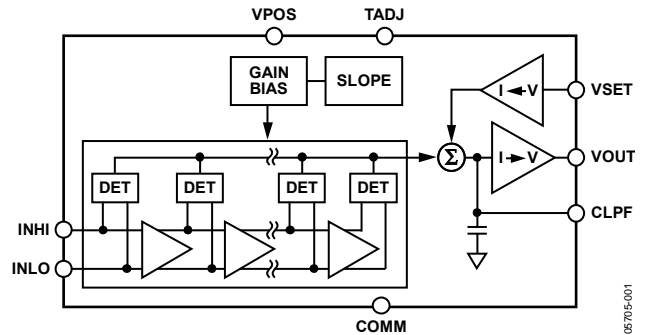 VPOS TADJ
GAIN
BIAS
SLOPE
I V
VSET
Σ
I V
VOUT
DET DET DET DET
CLPF
INHI
INLO
COMM
05705-001